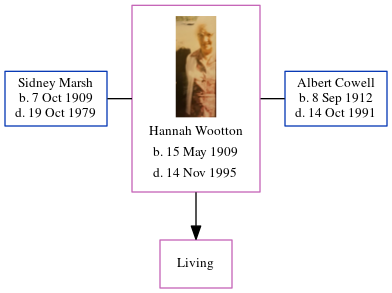 Sidney Marsh
b. 7 Oct 1909
d. 19 Oct 1979
Hannah Wootton
b. 15 May 1909
d. 14 Nov 1995
Albert Cowell
b. 8 Sep 1912
d. 14 Oct 1991
Living